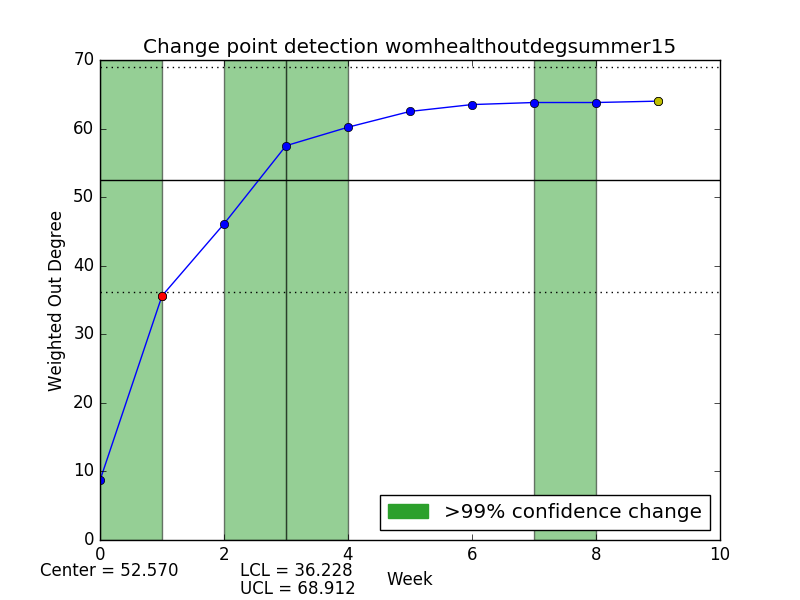 Change point detection womhealthoutdegsummer15
70
60
50
40
30
20
10
0
Weighted Out Degree
>99% confidence change
0 2 4 6 8 10
Center = 52.570
LCL = 36.228
UCL = 68.912
Week